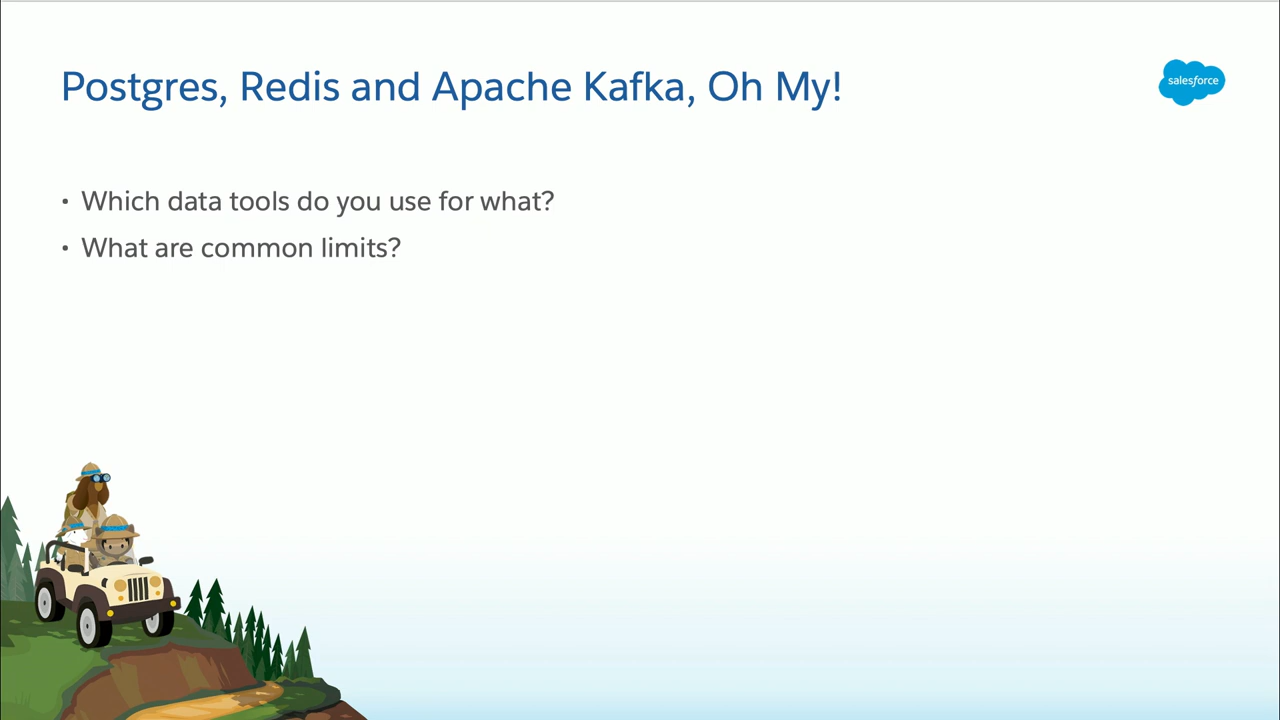 Postgres, Redis and Apache Kafka, Oh My!
salesforce
• Which data tools do you use for what?
• What are common limits?